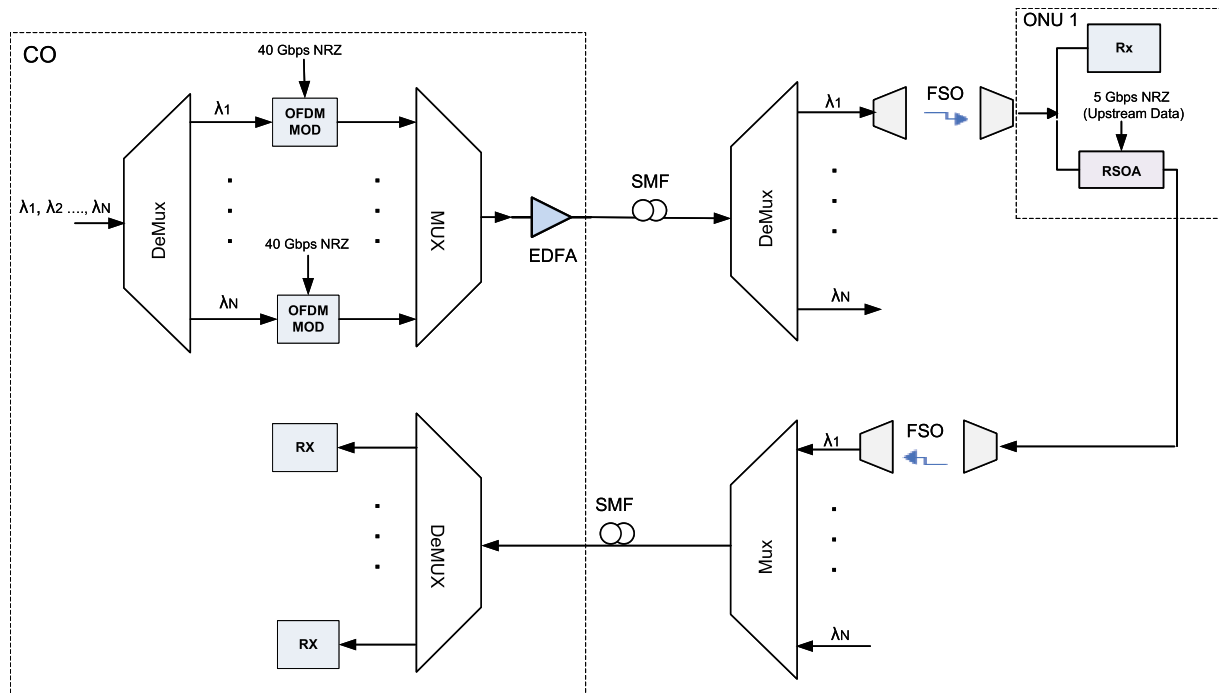 CO
ONU 1
40 Gbps NRZ
λ1
OFDM
MOD
λ1
FSO
Rx
5 Gbps NRZ
(Upstream Data)
RSOA
λ1, λ2 ...., λN
DeMux
MUX
EDFA
SMF
DeMux
40 Gbps NRZ
λN
OFDM
MOD
λN
RX
DeMUX
SMF
Mux
λ1
FSO
RX
λN